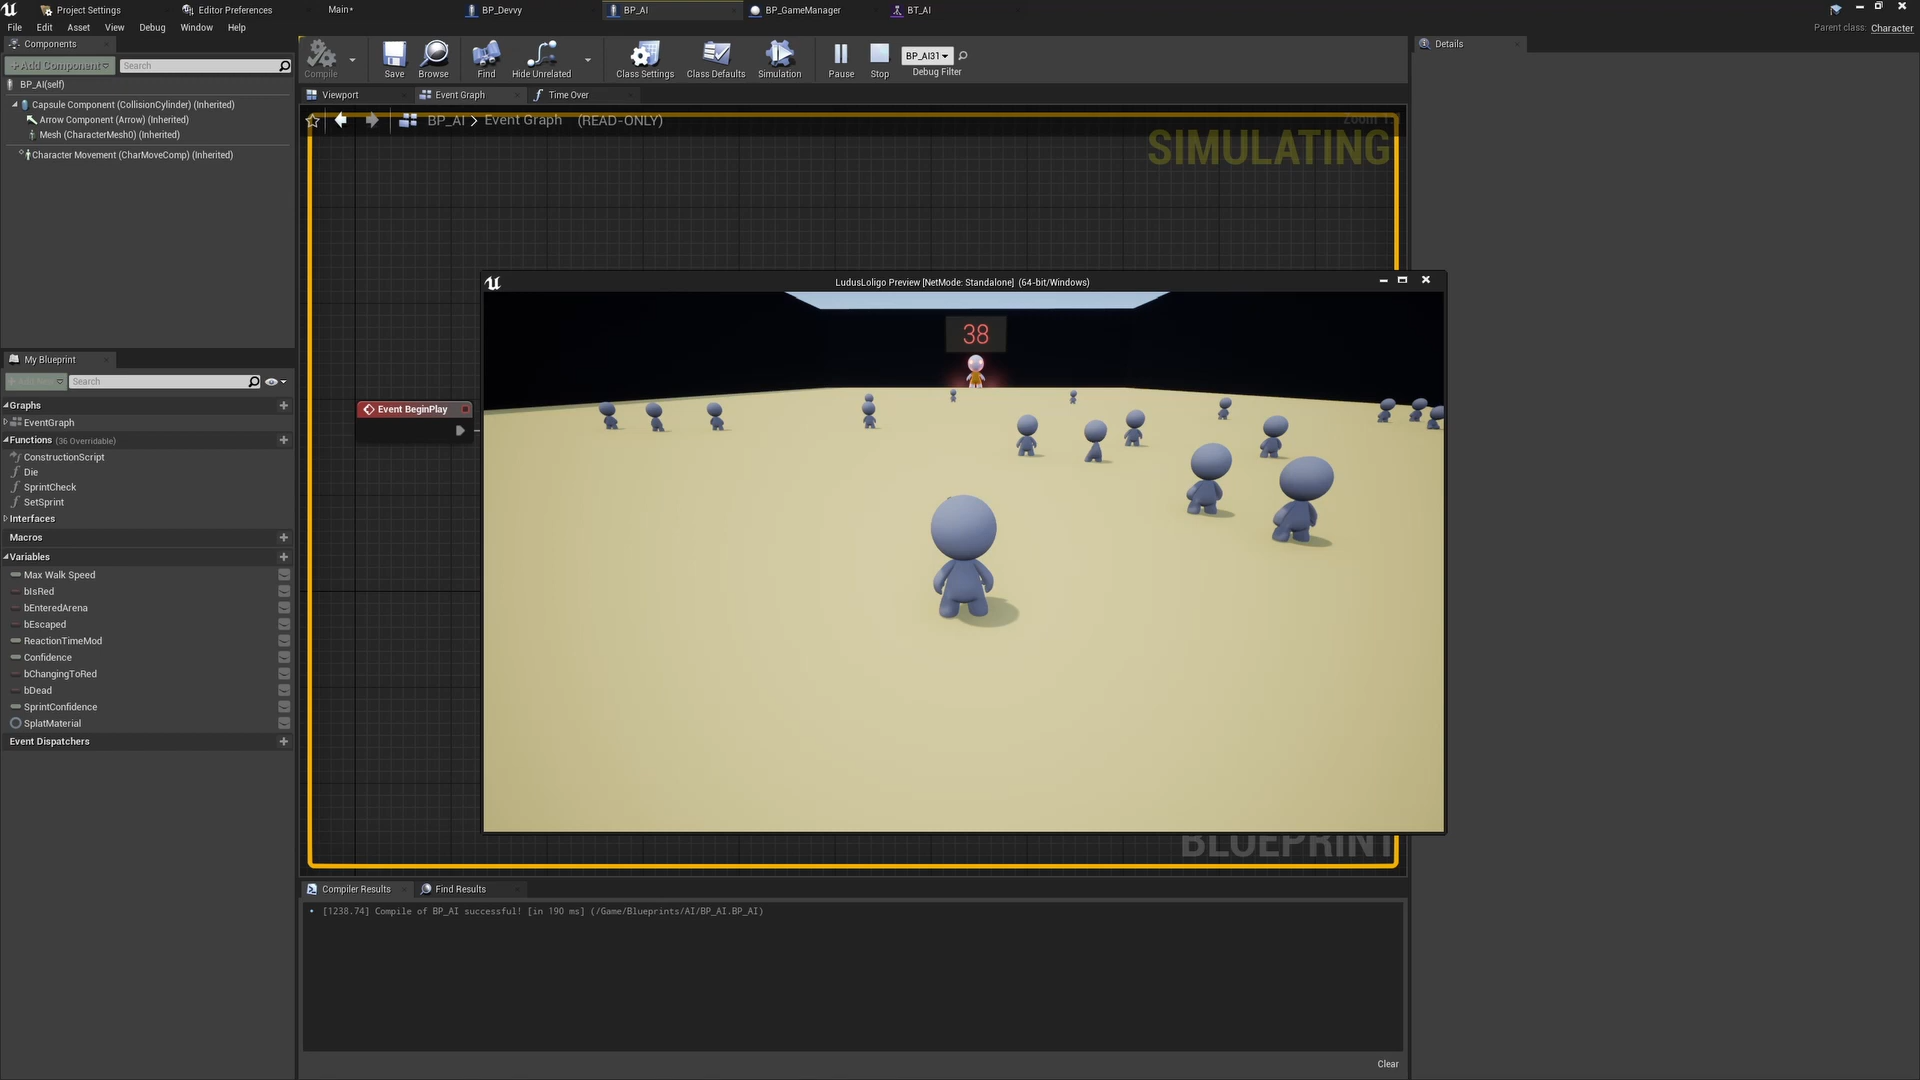 Project Settings
Editor Preferences
Main*
BP_Devvy
BP_AI
BP_GameManager
BT_AI
File Edit Asset View Debug Window Help
Parent class: Character
Components
+Add Component
Search
BP_AI(self)
Capsule Component (CollisionCylinder) (Inherited)
Arrow Component (Arrow) (Inherited)
Mesh (CharacterMesh0) (Inherited)
Character Movement (CharMoveComp) (Inherited)
Compile
Save
Browse
Find
Hide Unrelated
Class Settings
Class Defaults
Simulation
Pause
Stop
BP_AI31
Debug Filter
Details
Viewport
Event Graph
Time Over
BP_AI > Event Graph (READ-ONLY)
SIMULATING
LudusLoligo Preview [NetMode: Standalone] (64-bit/Windows)
38
Event BeginPlay
BLUEPRINT
My Blueprint
+Add New
Search
Graphs
EventGraph
Functions (36 Overridable)
ConstructionScript
Die
SprintCheck
SetSprint
Interfaces
Macros
Variables
Max Walk Speed
bIsRed
bEnteredArena
bEscaped
ReactionTimeMod
Confidence
bChangingToRed
bDead
SprintConfidence
SplatMaterial
Event Dispatchers
Compiler Results
Find Results
[1238.74] Compile of BP_AI successful! [in 190 ms] (/Game/Blueprints/AI/BP_AI.BP_AI)
Clear